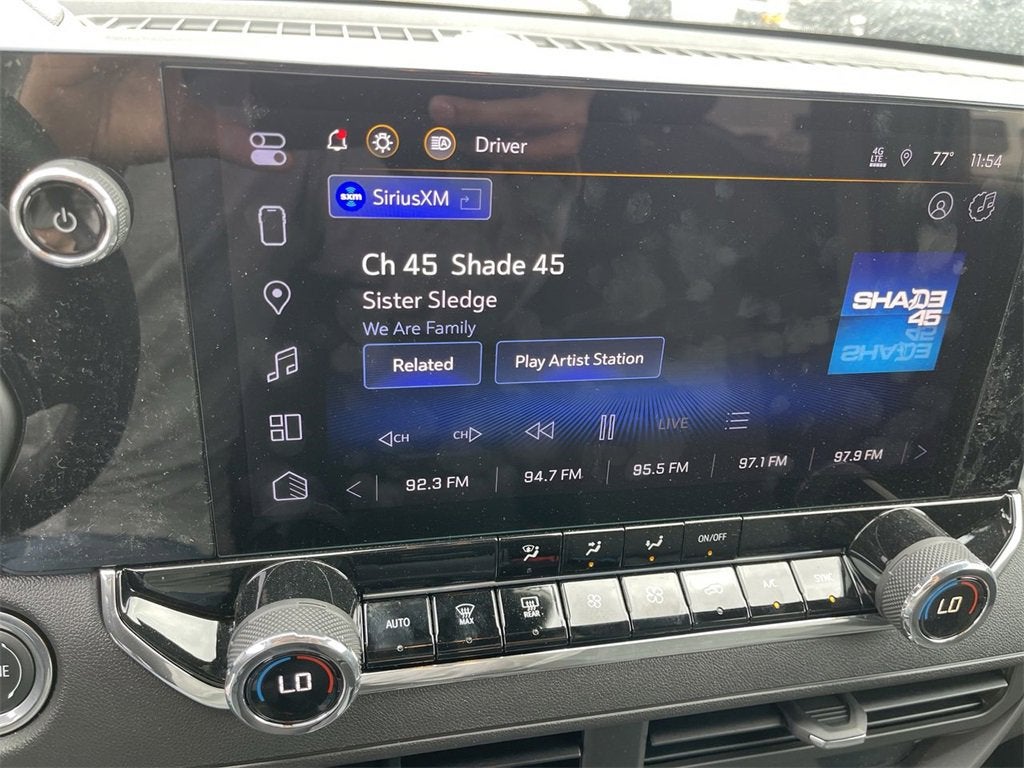 4G
LTE
Driver
77° 11:54
sxm SiriusXM
Ch 45 Shade 45
Sister Sledge
We Are Family
Related
Play Artist Station
SHADE
45
CH
CH
LIVE
92.3 FM
94.7 FM
95.5 FM
97.1 FM
97.9 FM
ON/OFF
AUTO
MAX
REAR
A/C
SYNC
LO
LO
NE